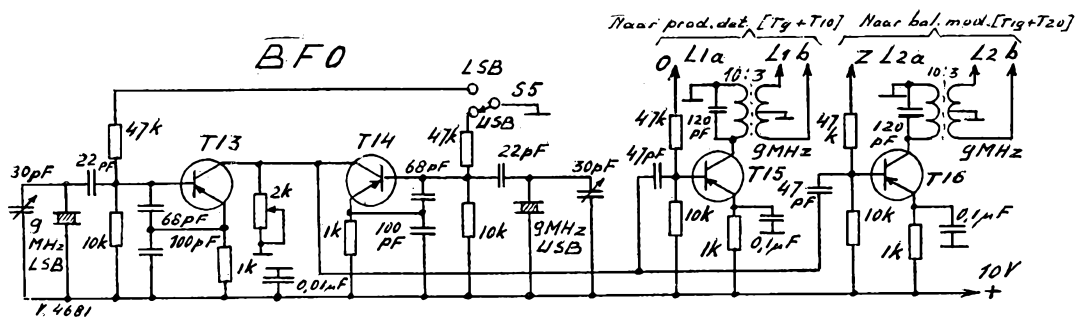 Naar prod. det. [T9+T10]
Naar bal. mod. [T19+T20]
BFO
LSB
S5
USB
O
L1a
L1b
Z
L2a
L2b
10:3
10:3
47k
47k
47k
47k
120 pF
120 pF
9MHz
9MHz
30pF
22pF
T13
T14
68pF
22pF
30pF
47pF
T15
47 pF
T16
2k
68pF
100pF
100 pF
9 MHz LSB
10k
1k
1k
10k
9MHz USB
10k
1k
0,1µF
10k
1k
0,1µF
0,01µF
10V
+
V. 4681